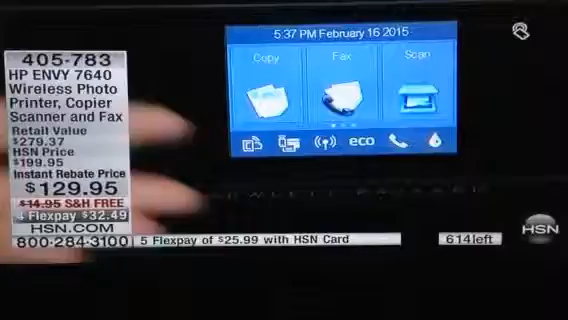 5:37 PM February 16 2015
Copy
Fax
Scan
eco
405-783
HP ENVY 7640
Wireless Photo
Printer, Copier
Scanner and Fax
Retail Value
$279.37
HSN Price
$199.95
Instant Rebate Price
$129.95
$14.95 S&H FREE
4 Flexpay $32.49
HSN.COM
800-284-3100
5 Flexpay of $25.99 with HSN Card
614left
HSN
HEWLETT-PACKARD